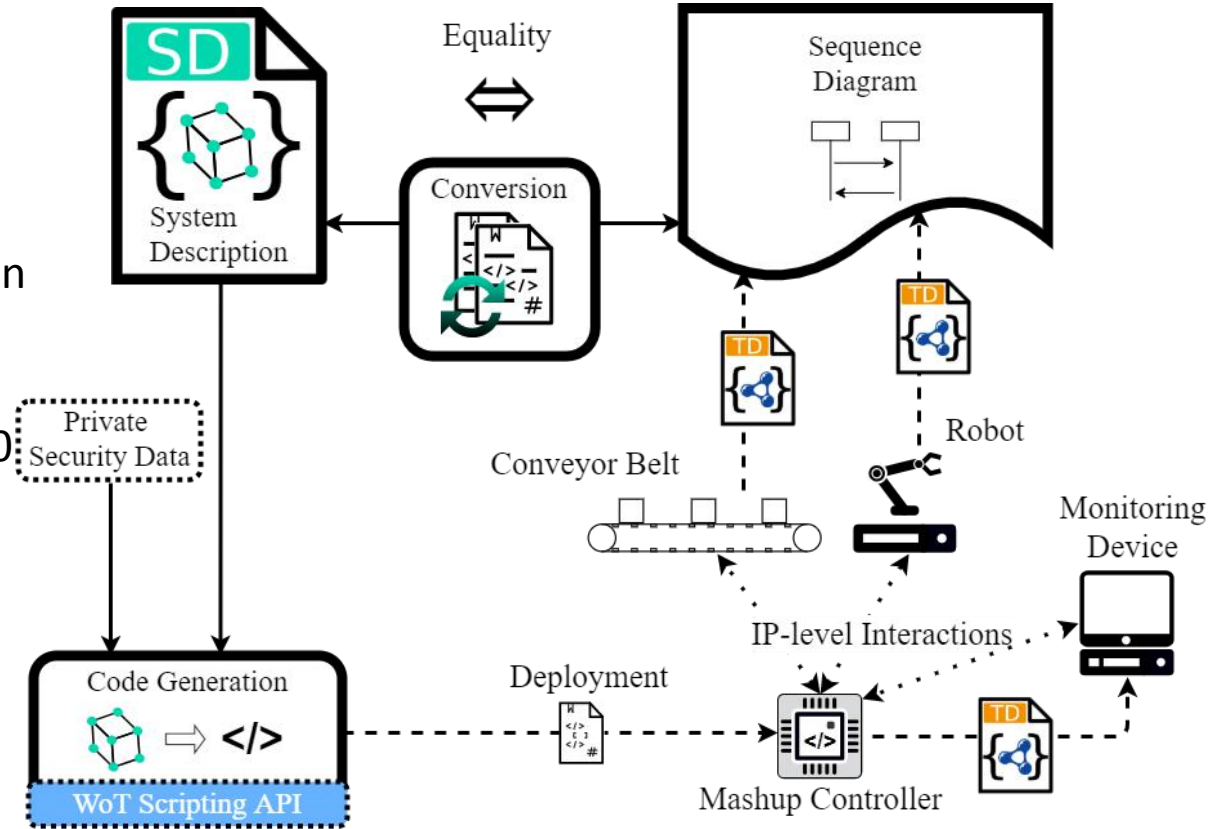 SD
System
Description
Equality
Conversion
W
W
<
</>
</>
#
Sequence
Diagram
n
TD
TD
Private
Security Data
0
Conveyor Belt
Robot
Monitoring
Device
IP-level Interactions
Code Generation
</>
WoT Scripting API
Deployment
W
</>
[ ]
</>
#
</>
Mashup Controller
TD